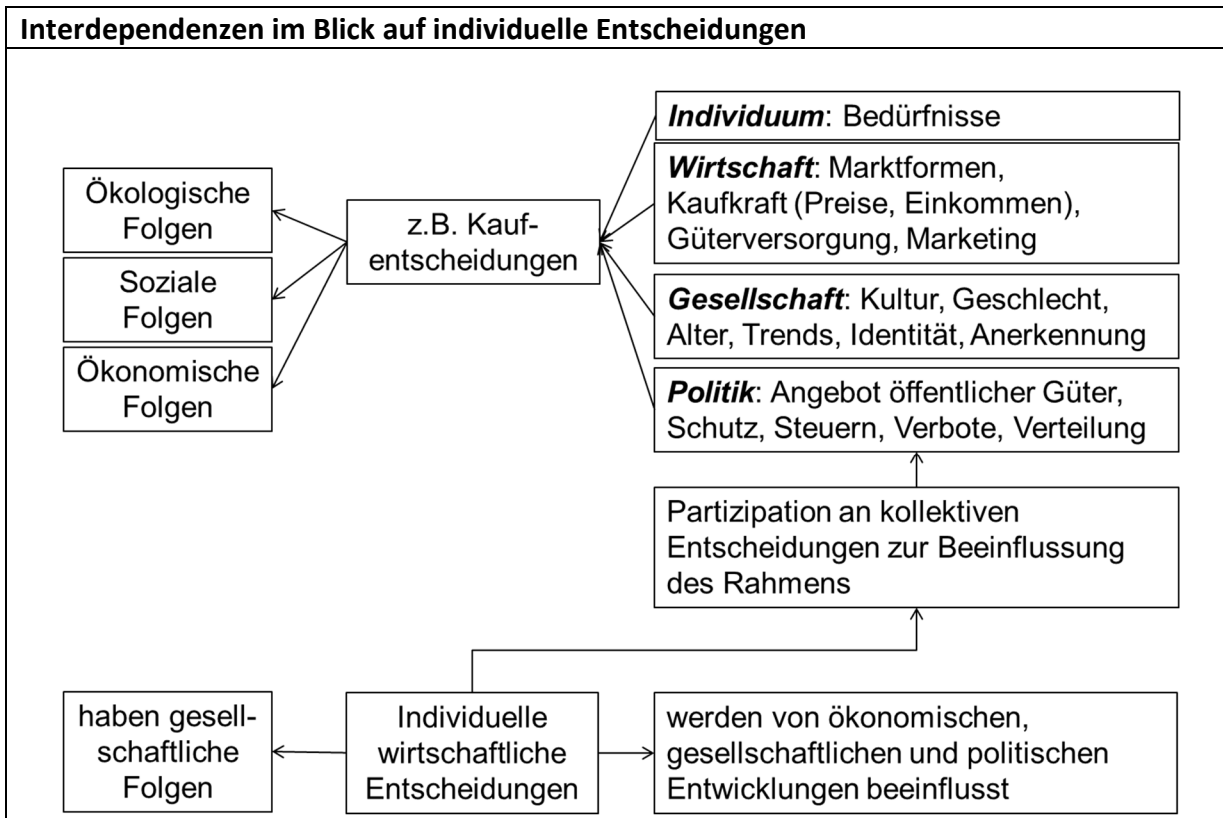 Interdependenzen im Blick auf individuelle Entscheidungen
Ökologische
Folgen
Soziale
Folgen
Ökonomische
Folgen
z.B. Kauf-
entscheidungen
Individuum: Bedürfnisse
Wirtschaft: Marktformen,
Kaufkraft (Preise, Einkommen),
Güterversorgung, Marketing
Gesellschaft: Kultur, Geschlecht,
Alter, Trends, Identität, Anerkennung
Politik: Angebot öffentlicher Güter,
Schutz, Steuern, Verbote, Verteilung
Partizipation an kollektiven
Entscheidungen zur Beeinflussung
des Rahmens
haben gesell-
schaftliche
Folgen
Individuelle
wirtschaftliche
Entscheidungen
werden von ökonomischen,
gesellschaftlichen und politischen
Entwicklungen beeinflusst